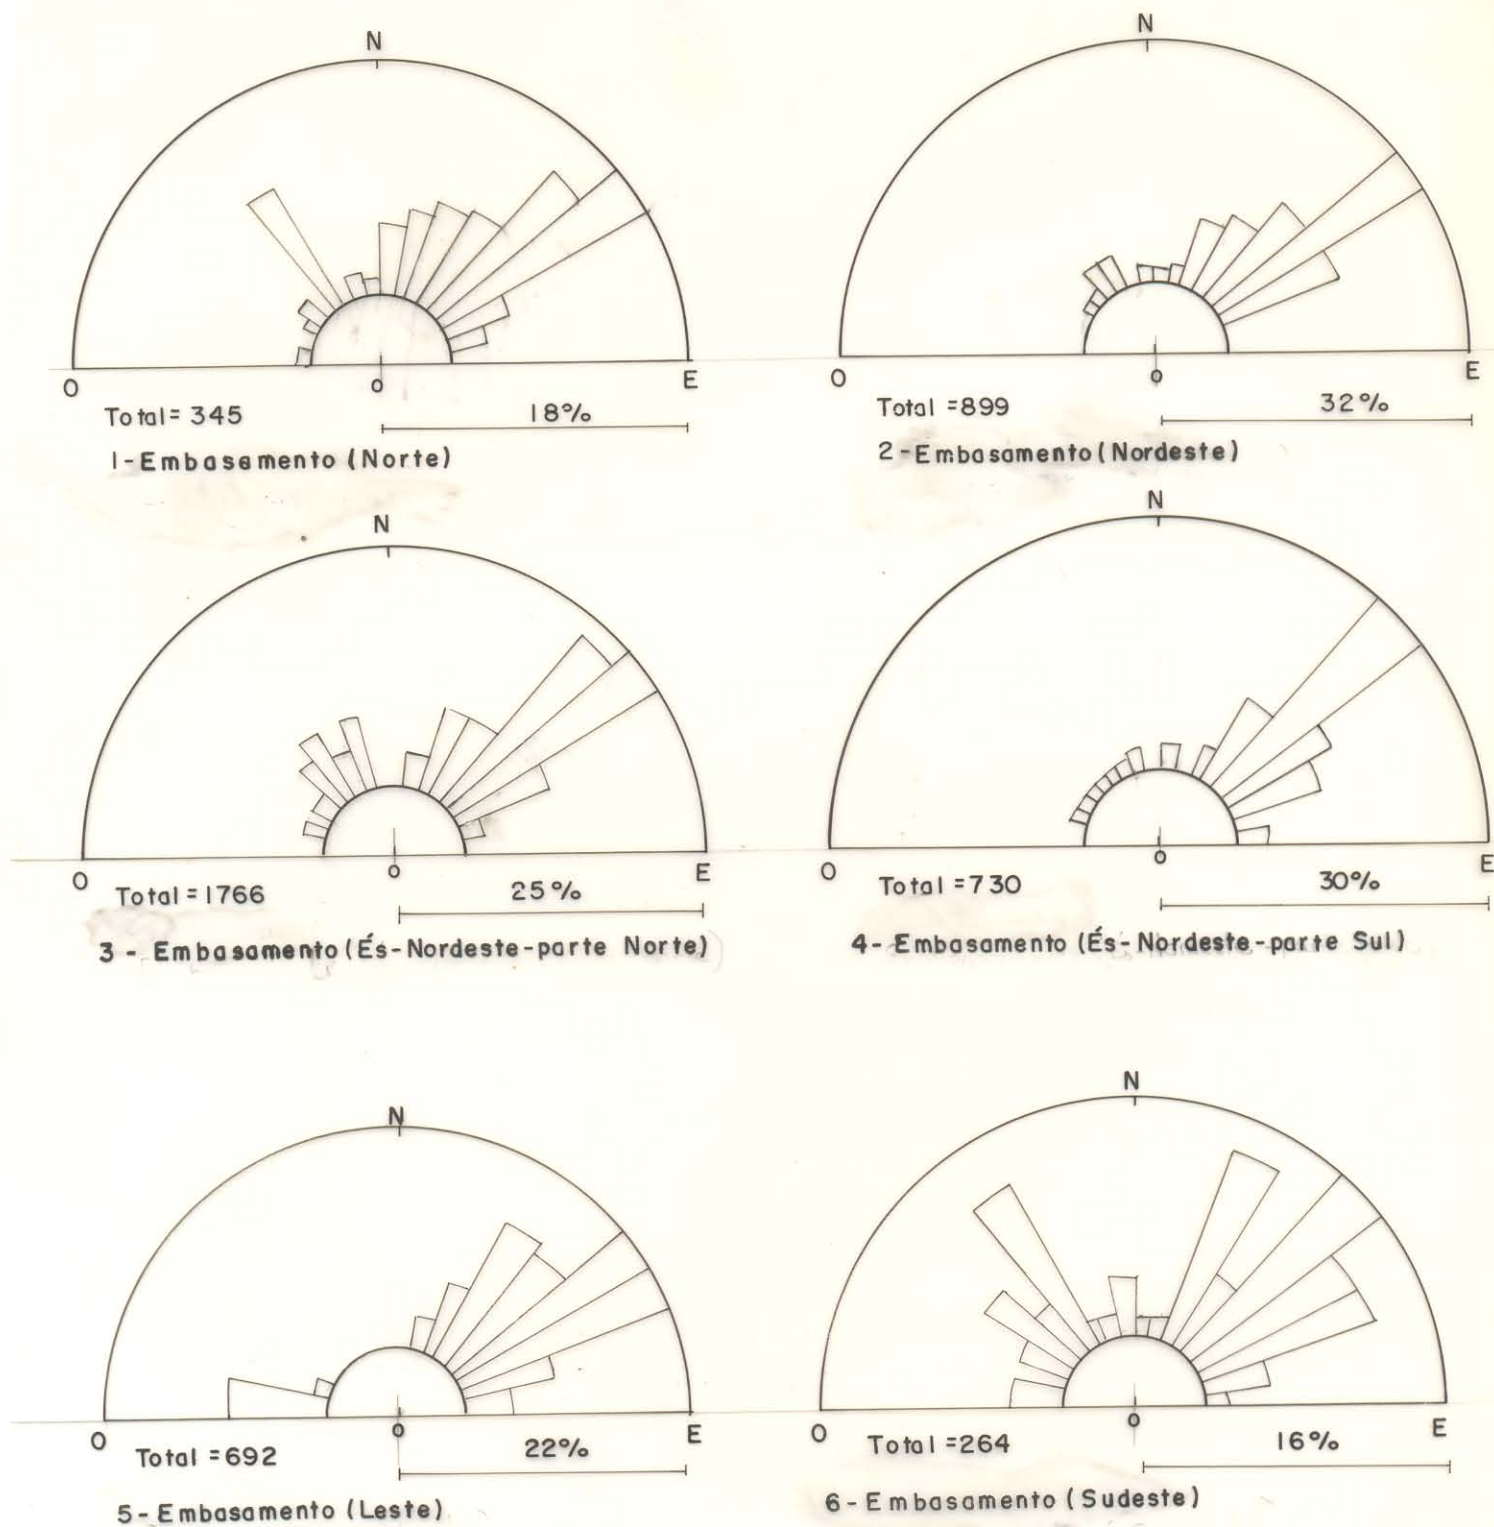 N
N
O
o
E
O
o
E
Total= 345
18%
Total =899
32%
1-Embasamento (Norte)
2-Embasamento (Nordeste)
N
N
O
o
E
O
o
E
Total =1766
25%
Total =730
30%
3 - Embasamento (És-Nordeste-parte Norte)
4- Embasamento (És-Nordeste-parte Sul)
N
N
O
o
E
O
o
E
Total =692
22%
Total =264
16%
5-Embasamento (Leste)
6-Embasamento (Sudeste)